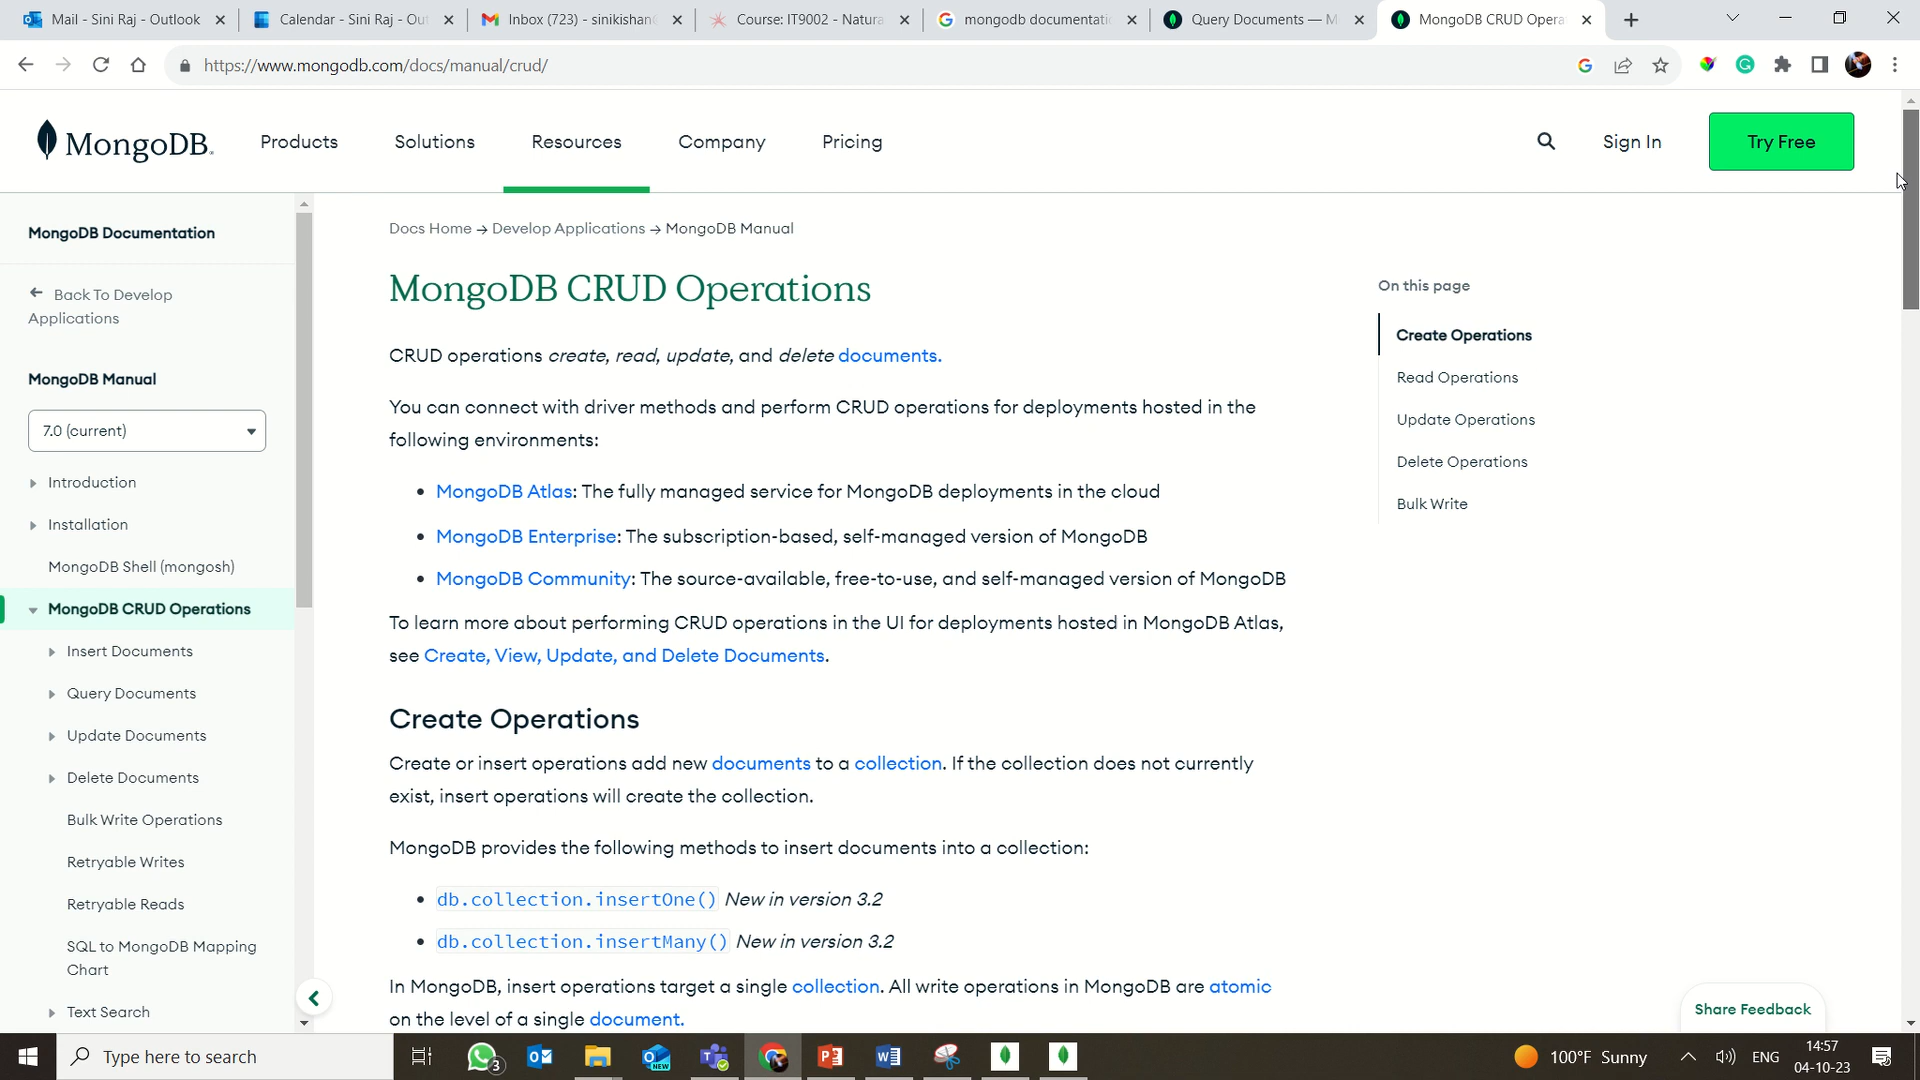 Mail - Sini Raj - Outlook
Calendar - Sini Raj - Ou
Inbox (723) - sinikishan
Course: IT9002 - Natura
mongodb documentati
Query Documents — M
MongoDB CRUD Opera
https://www.mongodb.com/docs/manual/crud/
MongoDB.
Products
Solutions
Resources
Company
Pricing
Sign In
Try Free
MongoDB Documentation
Back To Develop
Applications
MongoDB Manual
7.0 (current)
Introduction
Installation
MongoDB Shell (mongosh)
MongoDB CRUD Operations
Insert Documents
Query Documents
Update Documents
Delete Documents
Bulk Write Operations
Retryable Writes
Retryable Reads
SQL to MongoDB Mapping
Chart
Text Search
Docs Home → Develop Applications → MongoDB Manual
MongoDB CRUD Operations
CRUD operations create, read, update, and delete documents.
You can connect with driver methods and perform CRUD operations for deployments hosted in the
following environments:
• MongoDB Atlas: The fully managed service for MongoDB deployments in the cloud
• MongoDB Enterprise: The subscription-based, self-managed version of MongoDB
• MongoDB Community: The source-available, free-to-use, and self-managed version of MongoDB
To learn more about performing CRUD operations in the UI for deployments hosted in MongoDB Atlas,
see Create, View, Update, and Delete Documents.
Create Operations
Create or insert operations add new documents to a collection. If the collection does not currently
exist, insert operations will create the collection.
MongoDB provides the following methods to insert documents into a collection:
• db.collection.insertOne() New in version 3.2
• db.collection.insertMany() New in version 3.2
In MongoDB, insert operations target a single collection. All write operations in MongoDB are atomic
on the level of a single document.
On this page
Create Operations
Read Operations
Update Operations
Delete Operations
Bulk Write
Share Feedback
Type here to search
3
NEW
100°F Sunny
ENG
14:57
04-10-23